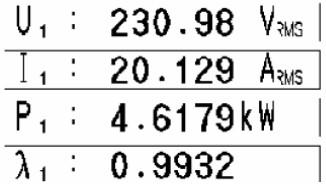 U₁ : 230.98 VRMS
I₁ : 20.129 ARMS
P₁ : 4.6179kW
λ₁ : 0.9932